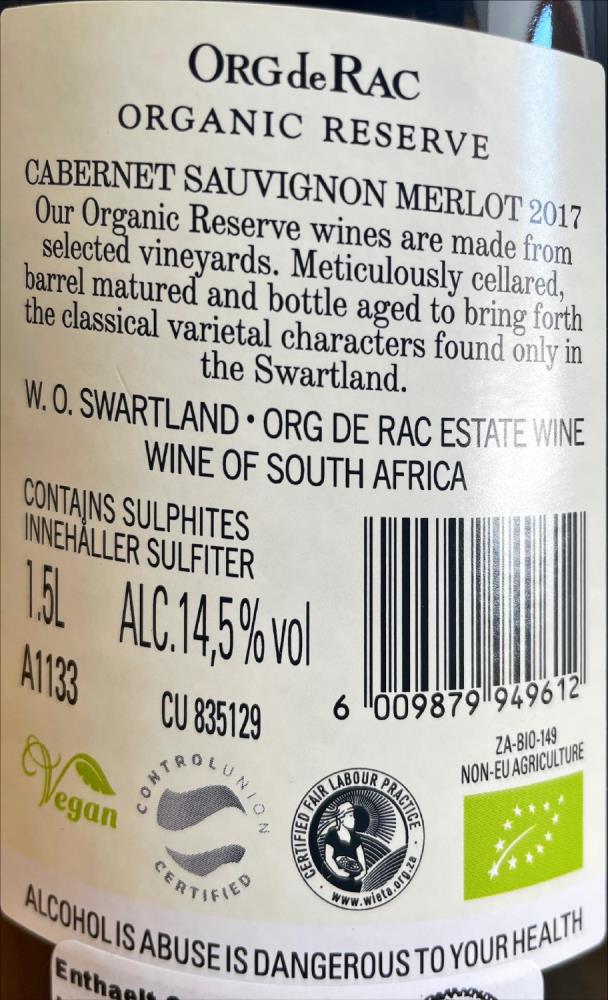 ORG de RAC
ORGANIC RESERVE
CABERNET SAUVIGNON MERLOT 2017
Our Organic Reserve wines are made from
selected vineyards. Meticulously cellared,
barrel matured and bottle aged to bring forth
the classical varietal characters found only in
the Swartland.
W. O. SWARTLAND • ORG DE RAC ESTATE WINE
WINE OF SOUTH AFRICA
CONTAINS SULPHITES
INNEHÅLLER SULFITER
1.5L ALC.14,5% vol
A1133
CU 835129
6 009879 949612
ZA-BIO-149
NON-EU AGRICULTURE
Vegan
CONTROL UNION
CERTIFIED
CERTIFIED FAIR LABOUR PRACTICE
www.wieta.org.za
ALCOHOL IS ABUSE IS DANGEROUS TO YOUR HEALTH
Enthaelt